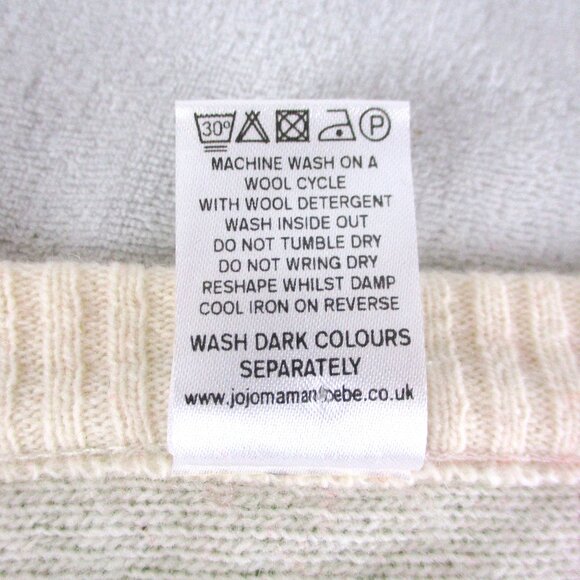 30° P
MACHINE WASH ON A
WOOL CYCLE
WITH WOOL DETERGENT
WASH INSIDE OUT
DO NOT TUMBLE DRY
DO NOT WRING DRY
RESHAPE WHILST DAMP
COOL IRON ON REVERSE
WASH DARK COLOURS
SEPARATELY
www.jojomamanbebe.co.uk